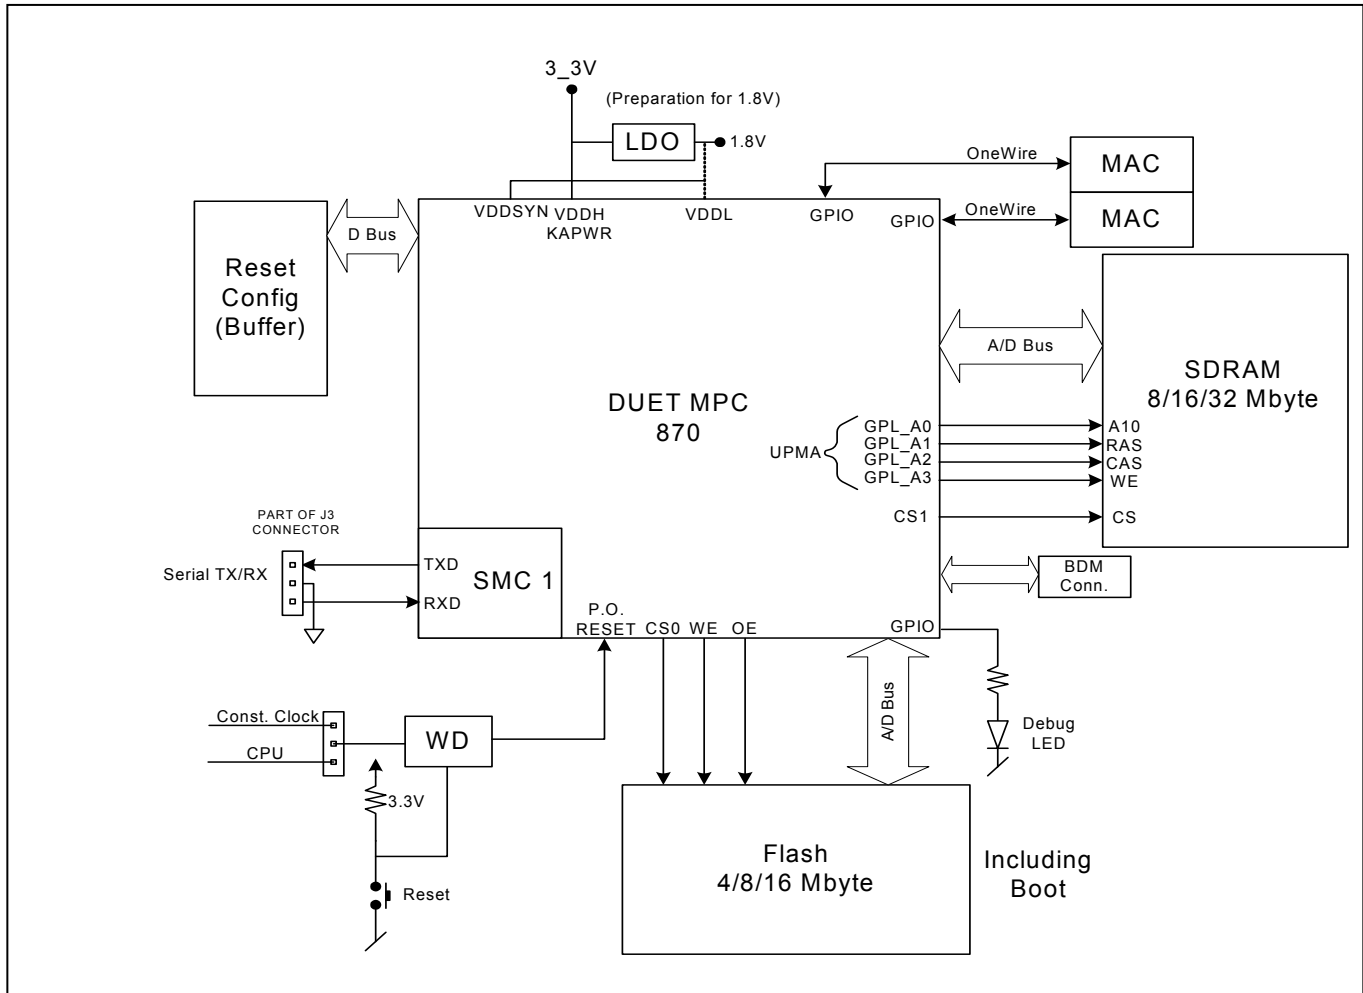 3_3V
(Preparation for 1.8V)
LDO
1.8V
OneWire
MAC
VDDSYN
VDDH
KAPWR
VDDL
GPIO
GPIO
OneWire
MAC
D Bus
Reset
Config
(Buffer)
A/D Bus
SDRAM
8/16/32 Mbyte
DUET MPC
870
UPMA
GPL_A0
GPL_A1
GPL_A2
GPL_A3
A10
RAS
CAS
WE
CS1
CS
PART OF J3
CONNECTOR
Serial TX/RX
TXD
RXD
SMC 1
BDM
Conn.
P.O.
RESET
CS0
WE
OE
GPIO
A/D Bus
Debug
LED
Const. Clock
CPU
WD
3.3V
Reset
Flash
4/8/16 Mbyte
Including
Boot